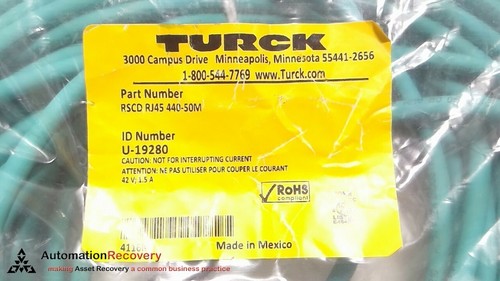 TURCK
3000 Campus Drive Minneapolis, Minnesota 55441-2656
1-800-544-7769 www.Turck.com
Part Number
RSCD RJ45 440-50M
ID Number
U-19280
CAUTION: NOT FOR INTERRUPTING CURRENT
ATTENTION: NE PAS UTILISER POUR COUPER LE COURANT
42 V; 1.5 A
RoHS
compliant
Made in Mexico
AutomationRecovery
making Asset Recovery a common business practice